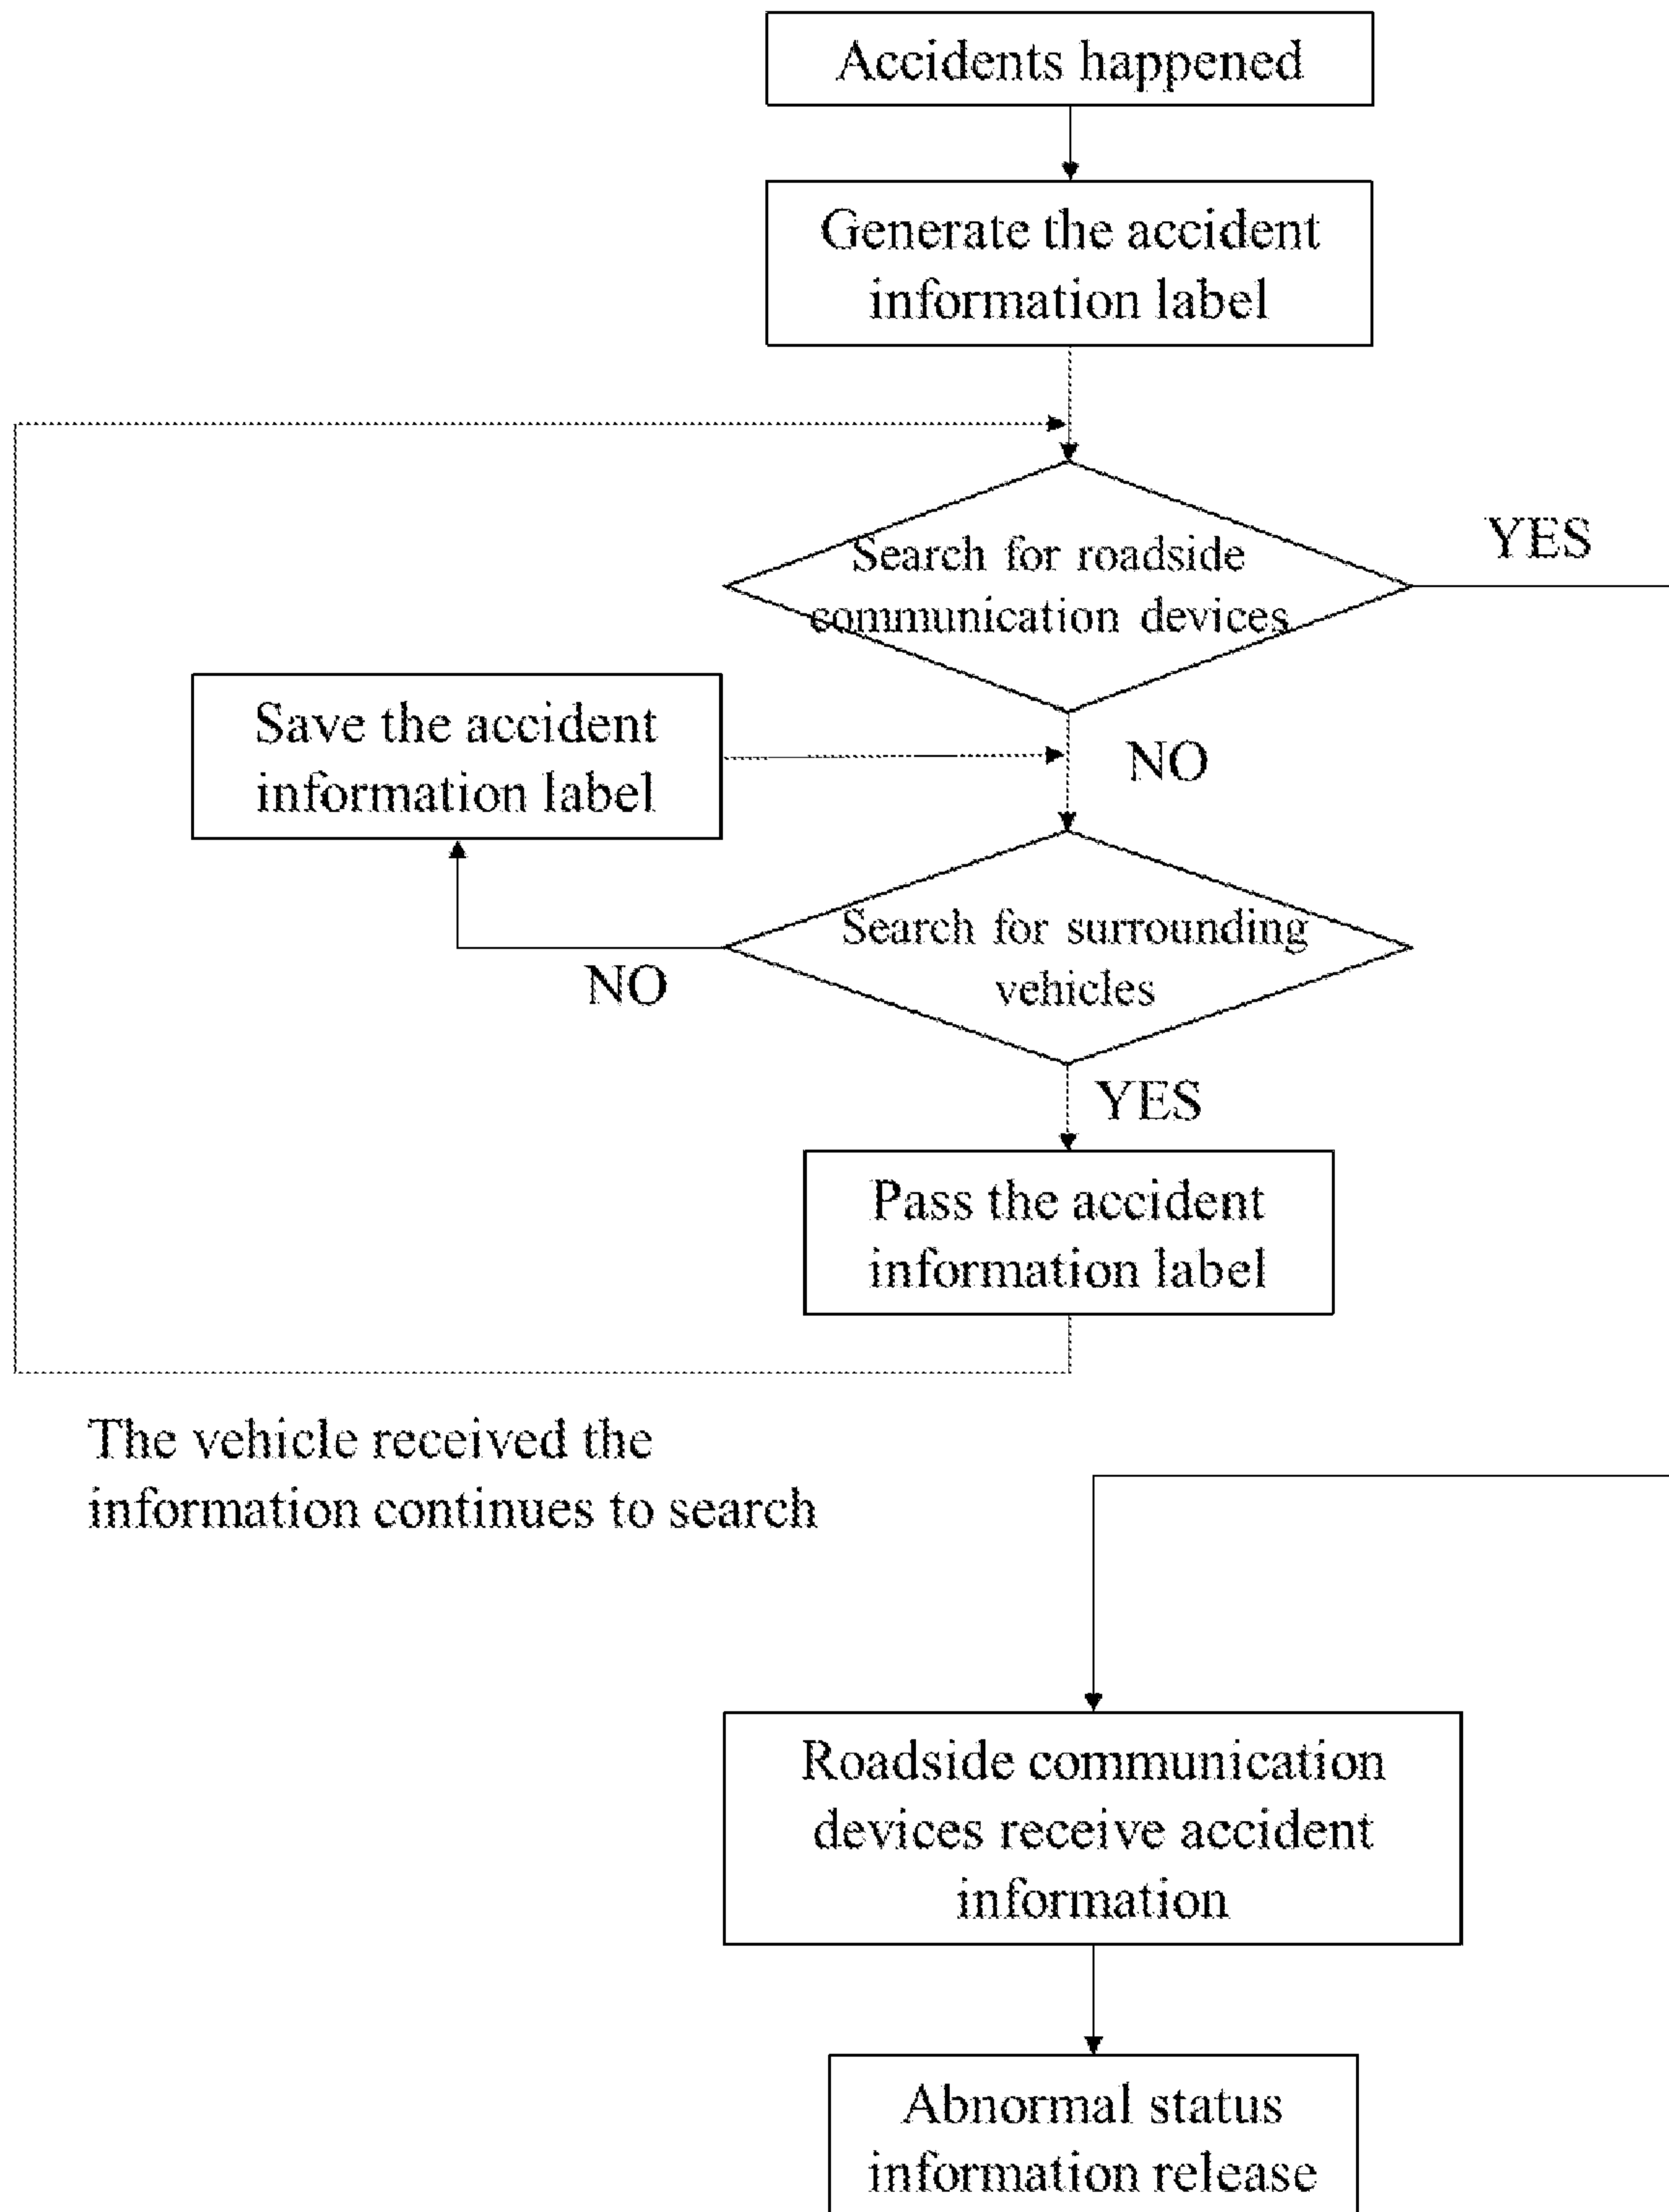 Accidents happened
Generate the accident
information label
Search for roadside
communication devices
YES
Save the accident
information label
NO
Search for surrounding
vehicles
NO
YES
Pass the accident
information label
The vehicle received the
information continues to search
Roadside communication
devices receive accident
information
Abnormal status
information release